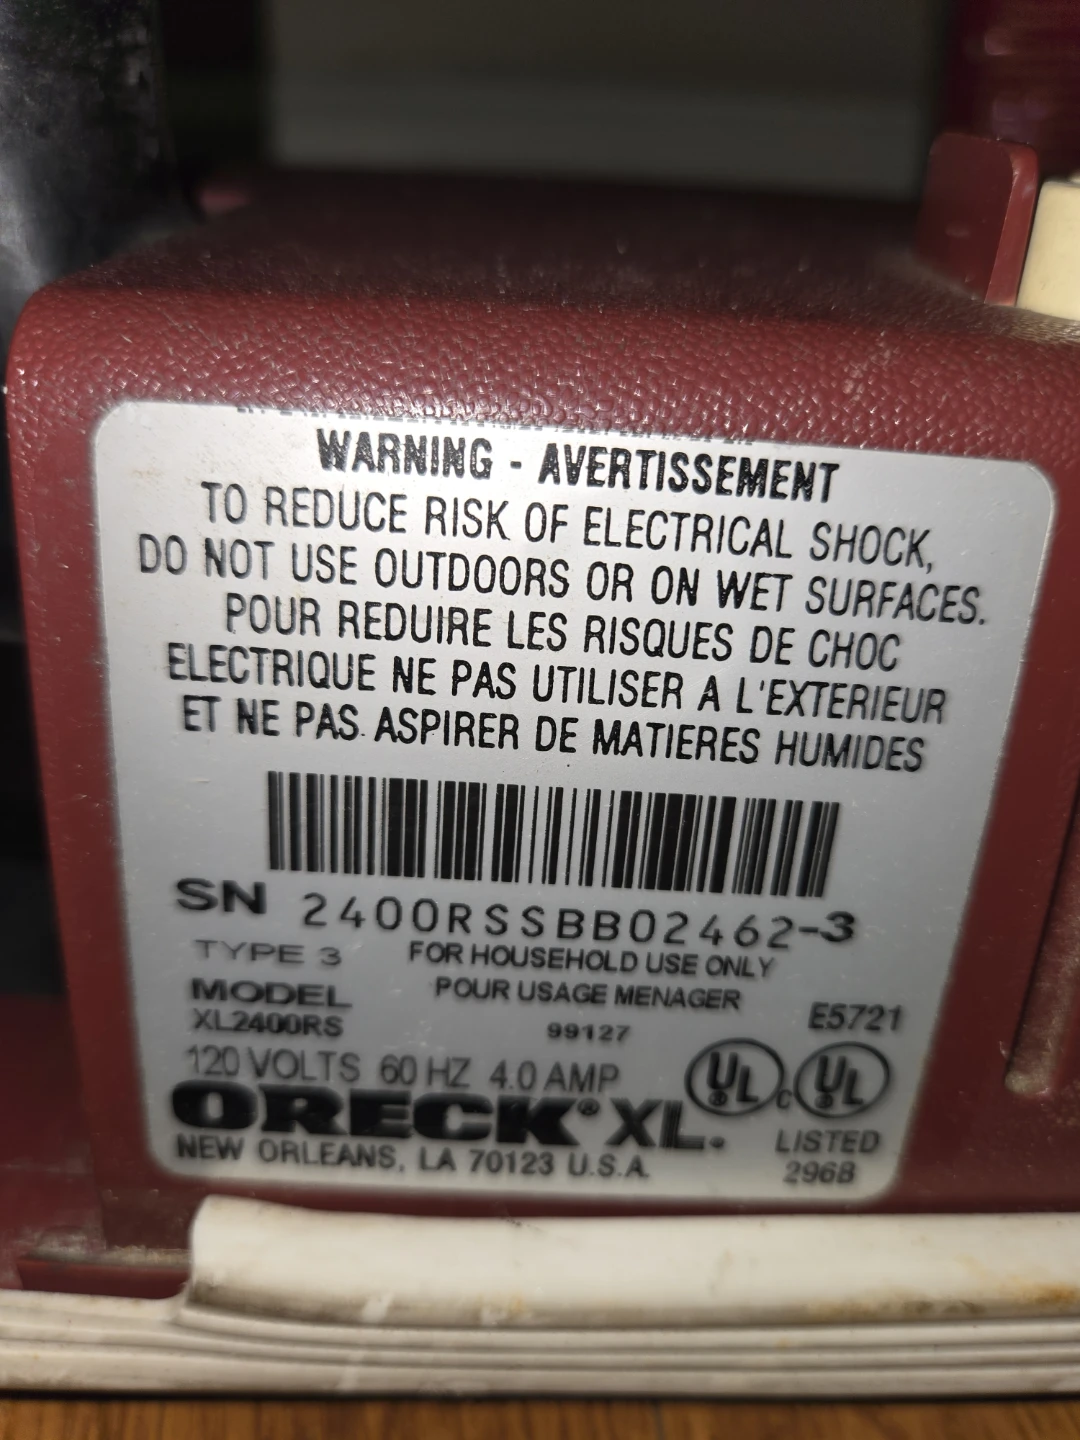 WARNING - AVERTISSEMENT
TO REDUCE RISK OF ELECTRICAL SHOCK,
DO NOT USE OUTDOORS OR ON WET SURFACES.
POUR REDUIRE LES RISQUES DE CHOC
ELECTRIQUE NE PAS UTILISER A L'EXTERIEUR
ET NE PAS ASPIRER DE MATIERES HUMIDES
SN 2400RSSBB02462-3
TYPE 3 FOR HOUSEHOLD USE ONLY
MODEL POUR USAGE MENAGER
XL2400RS 99127 E5721
120 VOLTS 60 HZ 4.0 AMP
UL® c UL®
ORECK® XL.
LISTED
NEW ORLEANS, LA 70123 U.S.A.
296B